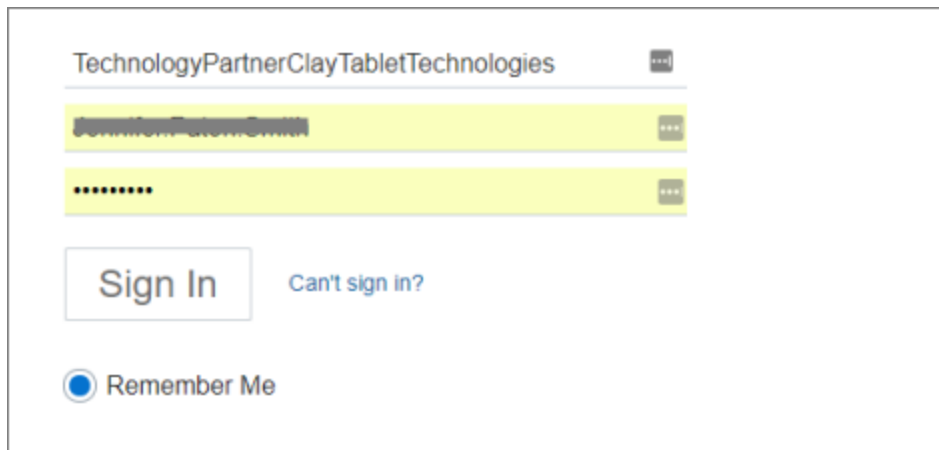 TechnologyPartnerClayTabletTechnologies
•••••••••
Sign In
Can't sign in?
Remember Me